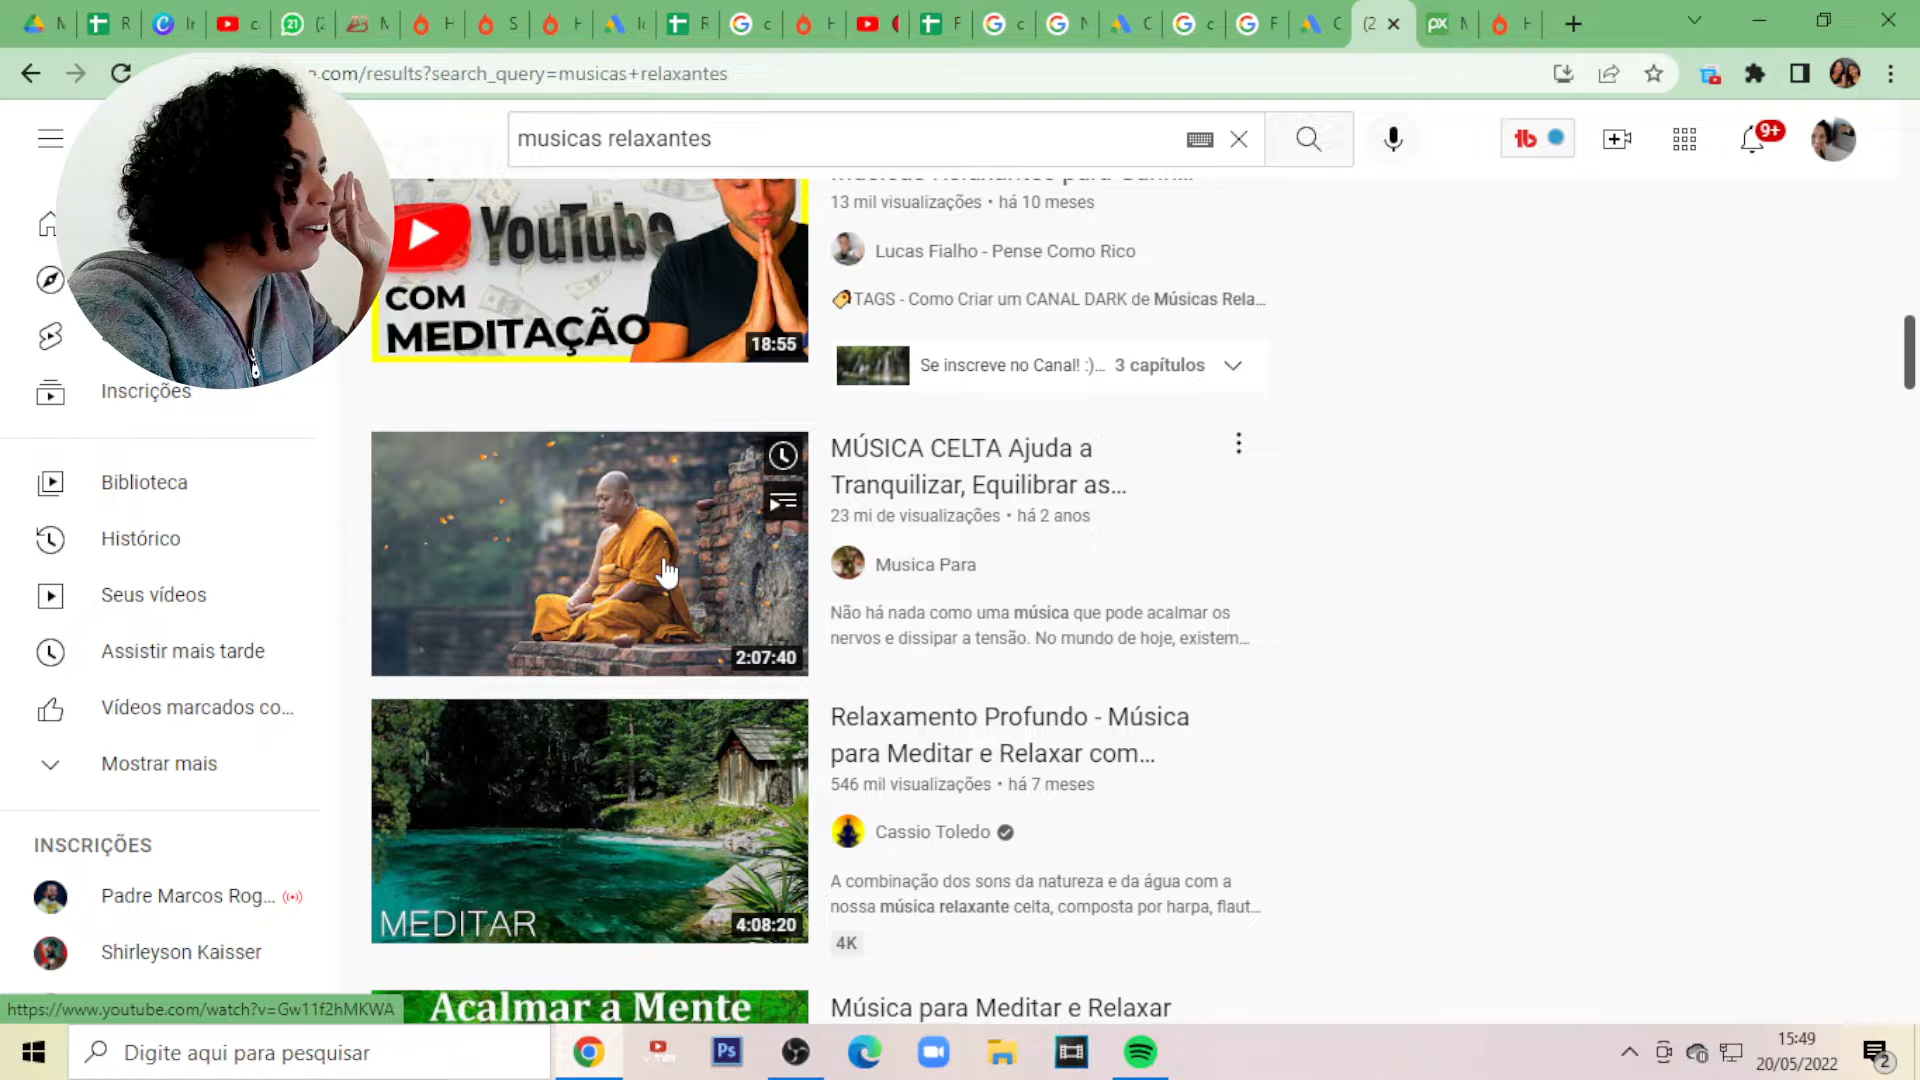 e.com/results?search_query=musicas+relaxantes
musicas relaxantes
9+
13 mil visualizações • há 10 meses
Lucas Fialho - Pense Como Rico
TAGS - Como Criar um CANAL DARK de Músicas Rela...
Se inscreve no Canal! :)... 3 capítulos
YouTube
COM
MEDITAÇÃO
18:55
Inscrições
Biblioteca
Histórico
Seus vídeos
Assistir mais tarde
Vídeos marcados co...
Mostrar mais
INSCRIÇÕES
Padre Marcos Rog...
Shirleyson Kaisser
MÚSICA CELTA Ajuda a
Tranquilizar, Equilibrar as...
23 mi de visualizações • há 2 anos
Musica Para
Não há nada como uma música que pode acalmar os
nervos e dissipar a tensão. No mundo de hoje, existem...
2:07:40
Relaxamento Profundo - Música
para Meditar e Relaxar com...
546 mil visualizações • há 7 meses
Cassio Toledo
A combinação dos sons da natureza e da água com a
nossa música relaxante celta, composta por harpa, flaut...
4K
MEDITAR
4:08:20
Acalmar a Mente
Música para Meditar e Relaxar
https://www.youtube.com/watch?v=Gw11f2hMKWA
Digite aqui para pesquisar
Ps
15:49
20/05/2022
2